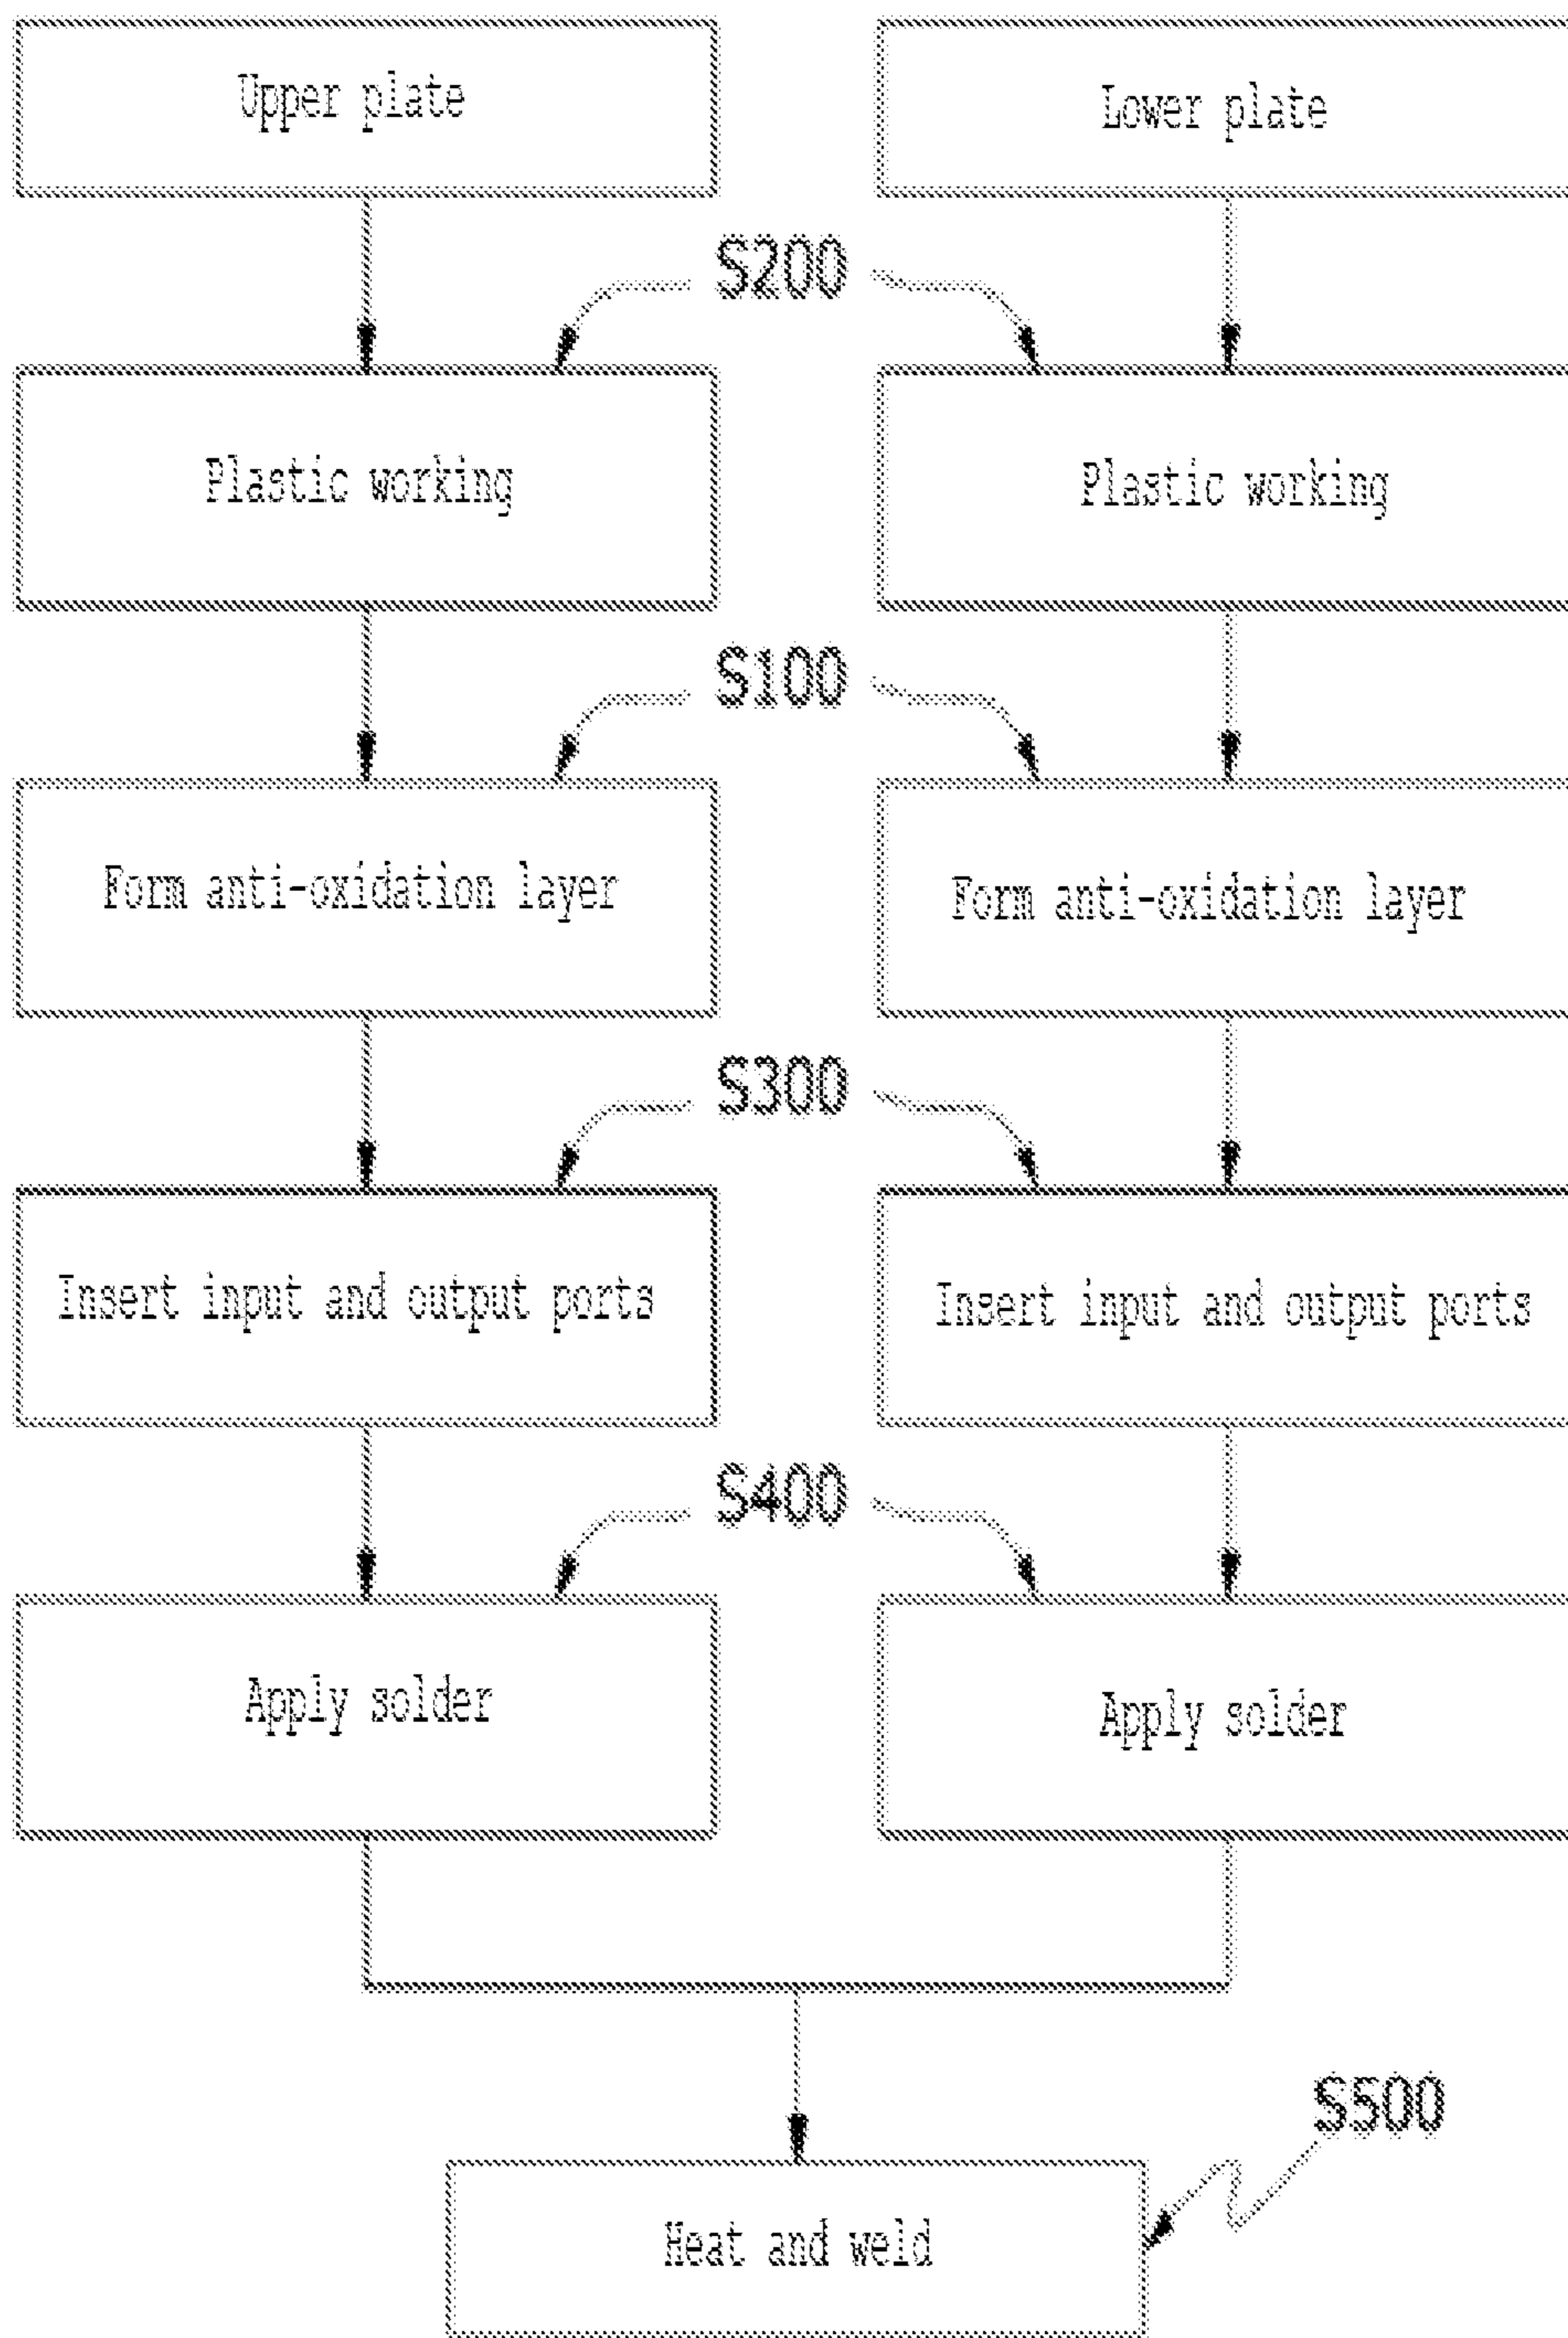 Upper plate
Lower plate
S200
Plastic working
Plastic working
S100
Form anti-oxidation layer
Form anti-oxidation layer
S300
Insert input and output ports
Insert input and output ports
S400
Apply solder
Apply solder
S500
Heat and weld